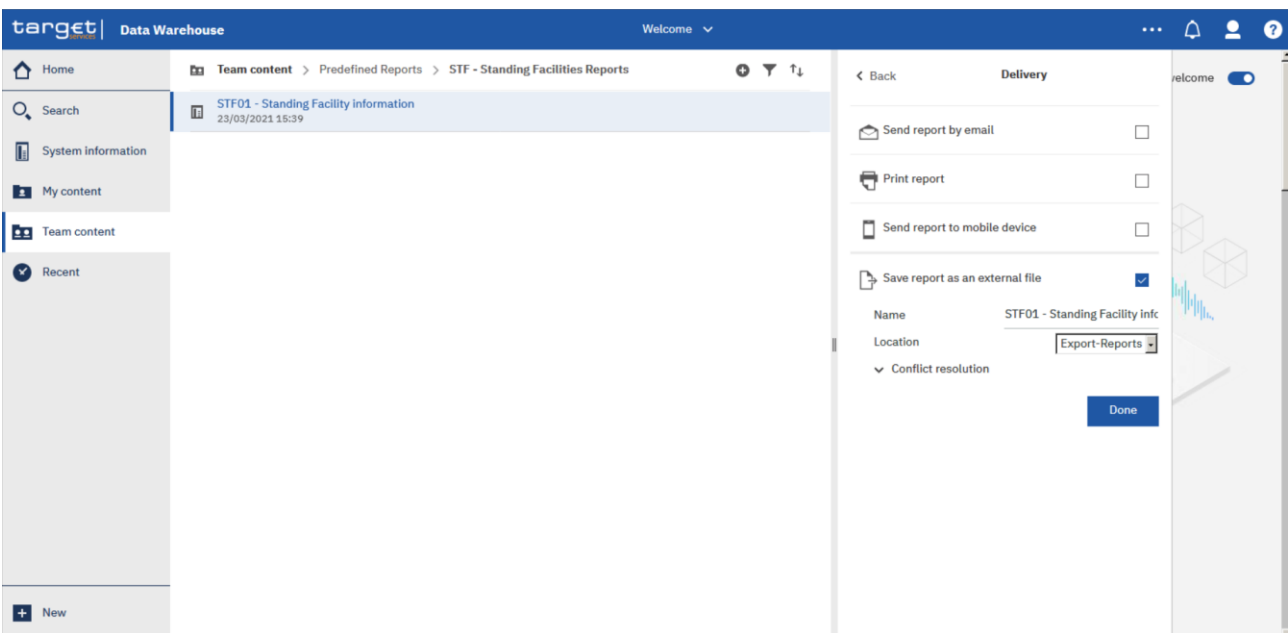 target| Data Warehouse Welcome
services
Home
Search
System information
My content
Team content
Recent
New
Team content > Predefined Reports > STF - Standing Facilities Reports
STF01 - Standing Facility information
23/03/2021 15:39
Back Delivery
Send report by email
Print report
Send report to mobile device
Save report as an external file
Name STF01 - Standing Facility infc
Location Export-Reports
Conflict resolution
Done
elcome